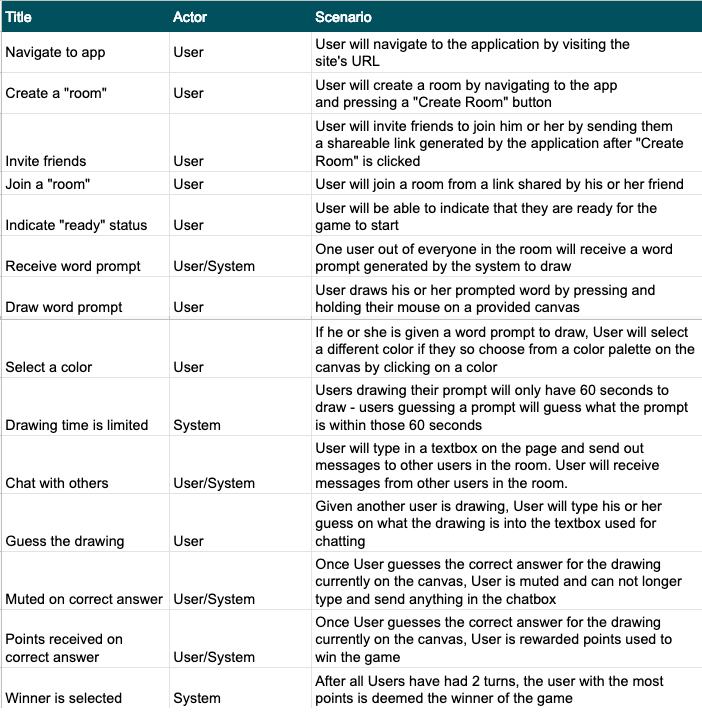 Title Actor Scenario
Navigate to app User User will navigate to the application by visiting the
site's URL
Create a "room" User User will create a room by navigating to the app
and pressing a "Create Room" button
User will invite friends to join him or her by sending them
a shareable link generated by the application after "Create
Invite friends User Room" is clicked
Join a "room" User User will join a room from a link shared by his or her friend
User will be able to indicate that they are ready for the
Indicate "ready" status User game to start
One user out of everyone in the room will receive a word
Receive word prompt User/System prompt generated by the system to draw
User draws his or her prompted word by pressing and
Draw word prompt User holding their mouse on a provided canvas
If he or she is given a word prompt to draw, User will select
a different color if they so choose from a color palette on the
Select a color User canvas by clicking on a color
Users drawing their prompt will only have 60 seconds to
draw - users guessing a prompt will guess what the prompt
Drawing time is limited System is within those 60 seconds
User will type in a textbox on the page and send out
messages to other users in the room. User will receive
Chat with others User/System messages from other users in the room.
Given another user is drawing, User will type his or her
guess on what the drawing is into the textbox used for
Guess the drawing User chatting
Once User guesses the correct answer for the drawing
currently on the canvas, User is muted and can not longer
Muted on correct answer User/System type and send anything in the chatbox
Once User guesses the correct answer for the drawing
Points received on currently on the canvas, User is rewarded points used to
correct answer User/System win the game
After all Users have had 2 turns, the user with the most
Winner is selected System points is deemed the winner of the game